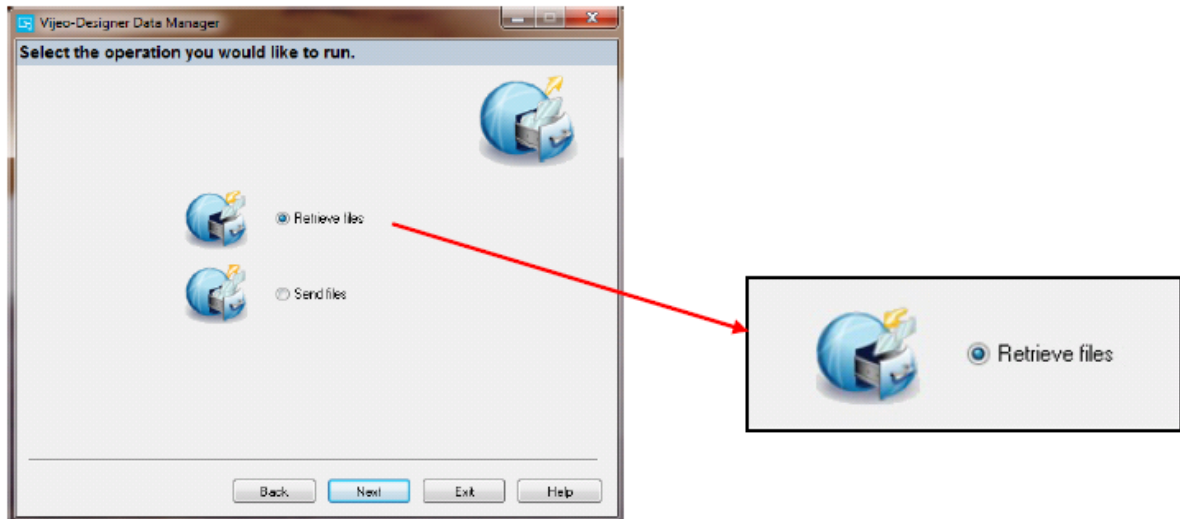 Vijeo-Designer Data Manager
Select the operation you would like to run.
Retrieve files
Send files
Back Next Exit Help
Retrieve files